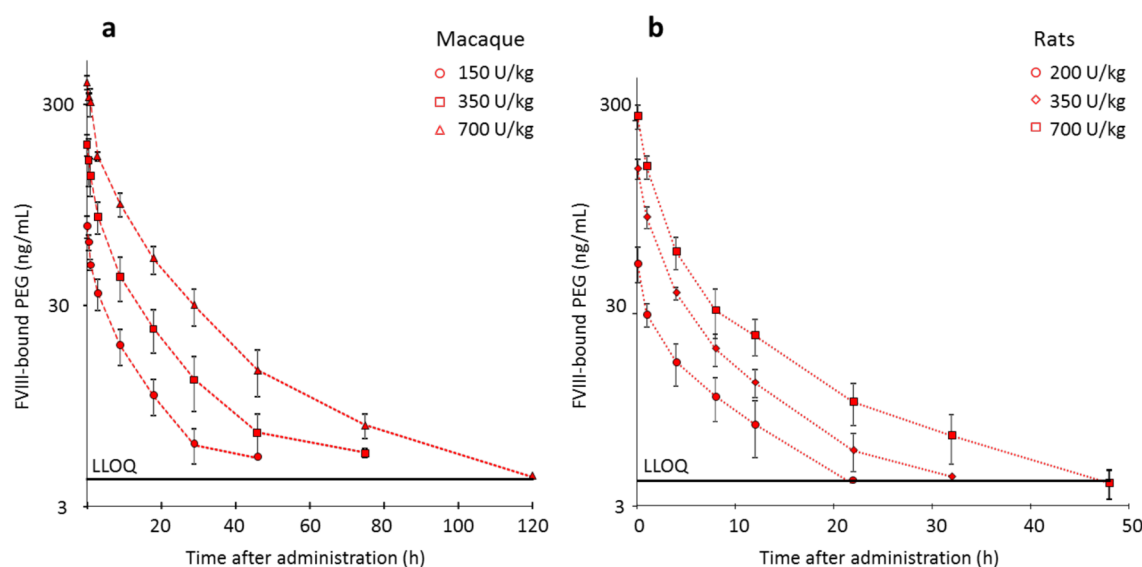 a
Macaque
150 U/kg
350 U/kg
700 U/kg
300
30
3
FVIII-bound PEG (ng/mL)
LLOQ
20
40
60
80
100
120
Time after administration (h)
b
Rats
200 U/kg
350 U/kg
700 U/kg
300
30
3
FVIII-bound PEG (ng/mL)
LLOQ
0
10
20
30
40
50
Time after administration (h)